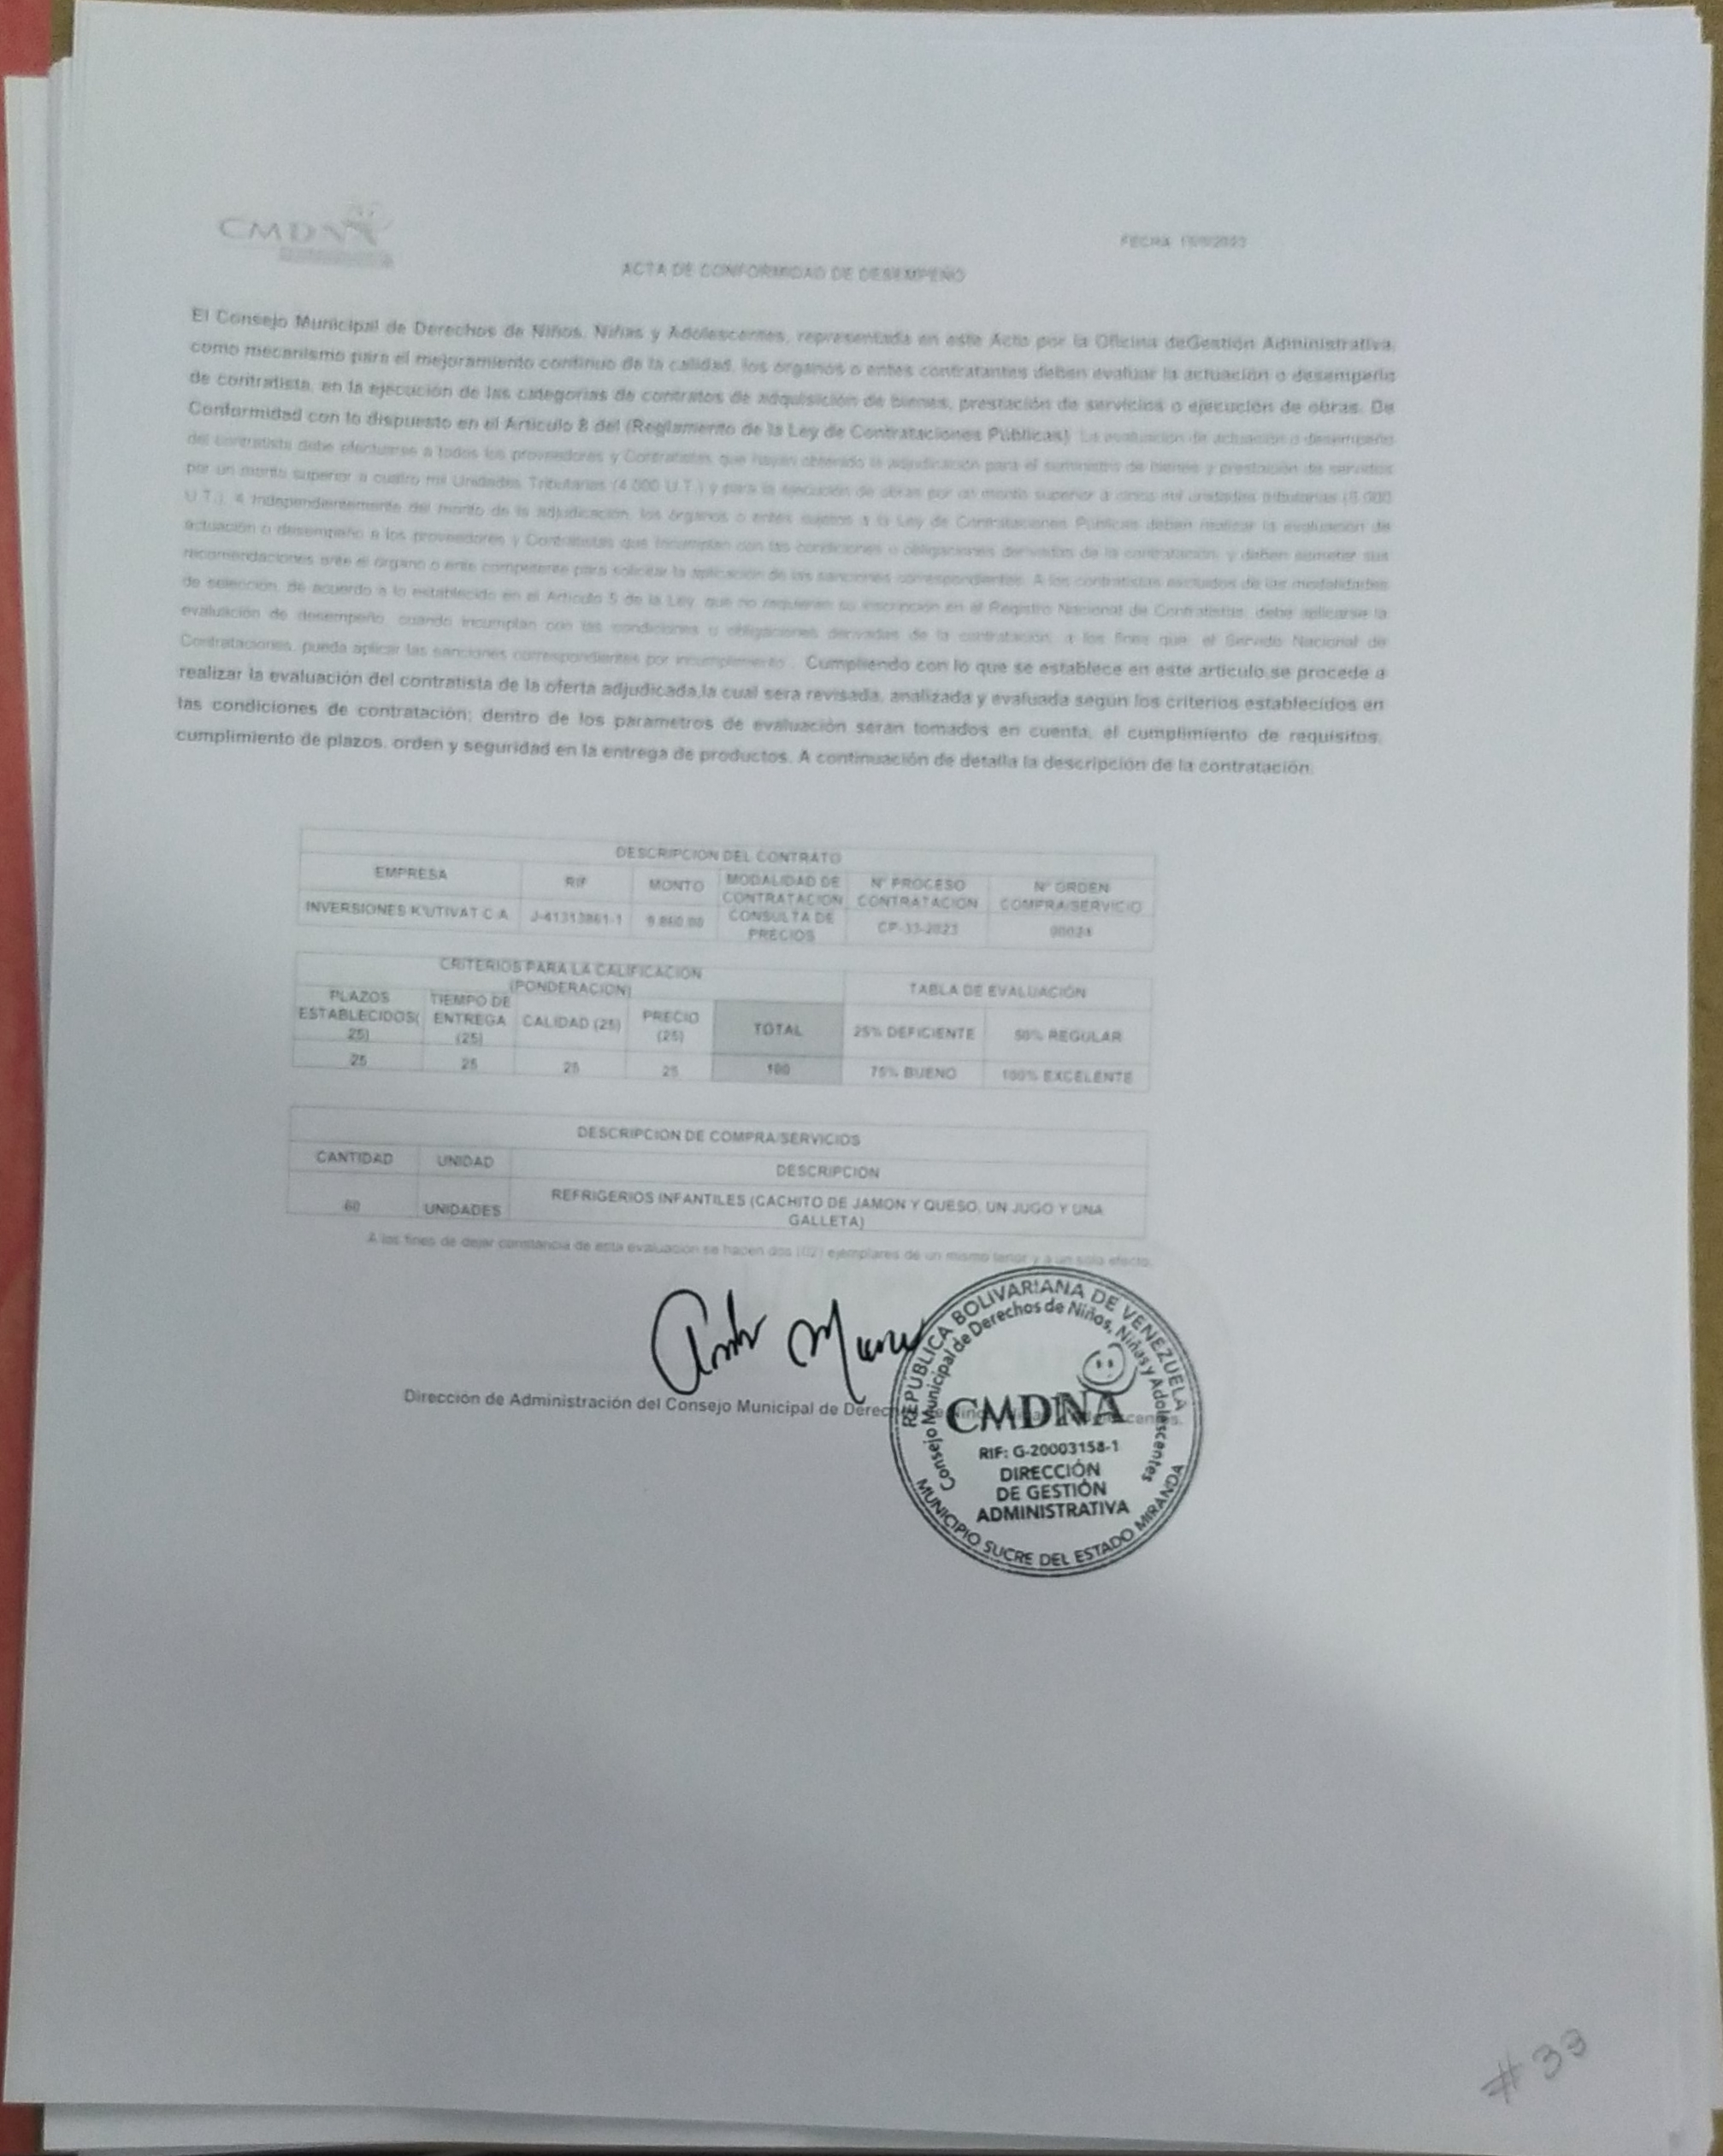 CMDNA
FECHA
ACTA DE CONFORMIDAD DE DESEMPEÑO
El Consejo Municipal de Derechos de Niños, Niñas y Adolescentes, representada en este Acto por la Oficina deGestión Administrativa,
como mecanismo para el mejoramiento continuo de la calidad, los órganos o entes contratantes deben evaluar la actuación o desempeño
de contratista, en la ejecución de las categorías de contratos de adquisición de bienes, prestación de servicios o ejecución de obras. De
Conformidad con lo dispuesto en el Articulo 8 del (Reglamento de la Ley de Contrataciones Públicas) La evaluación de actuación o desempeño
del contratista debe efectuarse a todos los proveedores y Contratistas, que hayan obtenido la adjudicación para el suministro de bienes y prestación de servicios
por un monto superior a cuatro mil Unidades Tributarias (4.000 U.T.) y para la ejecución de obras por un monto superior a cinco mil unidades tributarias (5.000
U.T.). 4 Independientemente del monto de la adjudicación, los órganos o entes sujetos a la Ley de Contrataciones Públicas deben realizar la evaluación de
actuación o desempeño a los proveedores y Contratistas que incumplan con las condiciones u obligaciones derivadas de la contratación, y deben someter sus
recomendaciones ante el órgano o ente competente para solicitar la aplicación de las sanciones correspondientes. A los contratistas excluidos de las modalidades
de selección, de acuerdo a lo establecido en el Artículo 5 de la Ley, que no requieran su inscripción en el Registro Nacional de Contratistas, debe aplicarse la
evaluación de desempeño, cuando incumplan con las condiciones u obligaciones derivadas de la contratación, a los fines que, el Servicio Nacional de
Contrataciones, pueda aplicar las sanciones correspondientes por incumplimiento". Cumpliendo con lo que se establece en este articulo se procede a
realizar la evaluación del contratista de la oferta adjudicada,la cual sera revisada, analizada y evaluada según los criterios establecidos en
las condiciones de contratación; dentro de los parametros de evaluación seran tomados en cuenta, el cumplimiento de requisitos,
cumplimiento de plazos, orden y seguridad en la entrega de productos. A continuación de detalla la descripción de la contratación:
DESCRIPCION DEL CONTRATO
EMPRESA RIF MONTO MODALIDAD DE CONTRATACION N° PROCESO CONTRATACION N° ORDEN COMPRA/SERVICIO
INVERSIONES K'UTIVAT C.A CONSULTA DE PRECIOS CP-33-2023
CRITERIOS PARA LA CALIFICACION (PONDERACION) TABLA DE EVALUACIÓN
PLAZOS ESTABLECIDOS( 25) TIEMPO DE ENTREGA (25) CALIDAD (25) PRECIO (25) TOTAL 25% DEFICIENTE 50% REGULAR
25 25 25 25 100 75% BUENO 100% EXCELENTE
DESCRIPCION DE COMPRA/SERVICIOS
CANTIDAD UNIDAD DESCRIPCION
60 UNIDADES REFRIGERIOS INFANTILES (CACHITO DE JAMON Y QUESO, UN JUGO Y UNA
GALLETA)
A los fines de dejar constancia de esta evaluación se hacen dos (02) ejemplares de un mismo tenor y a un solo efecto.
Dirección de Administración del Consejo Municipal de Derechos de Niños, Niñas y Adolescentes.
REPÚBLICA BOLIVARIANA DE VENEZUELA
Consejo Municipal de Derechos de Niños, Niñas y Adolescentes
CMDNA
RIF: G-20003158-1
DIRECCIÓN
DE GESTIÓN
ADMINISTRATIVA
MUNICIPIO SUCRE DEL ESTADO MIRANDA
# 33